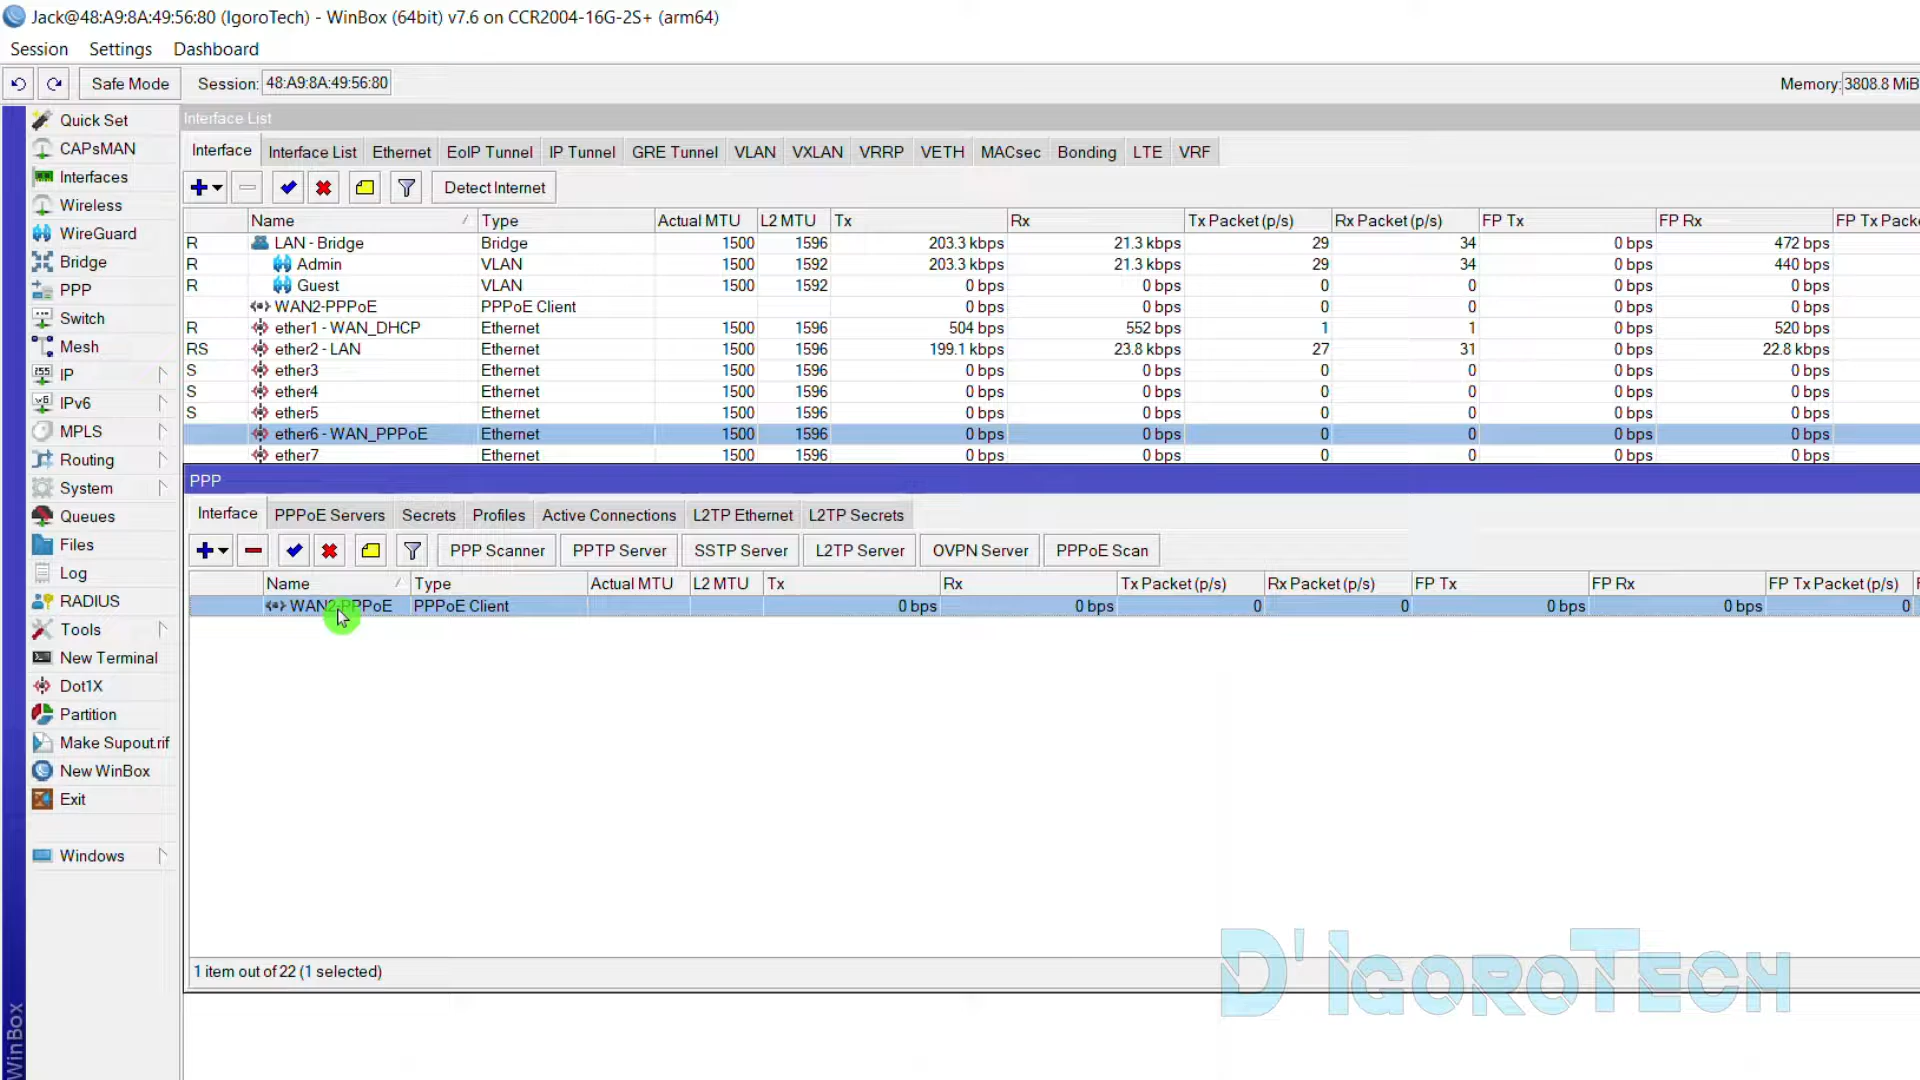 Jack@48:A9:8A:49:56:80 (IgoroTech) - WinBox (64bit) v7.6 on CCR2004-16G-2S+ (arm64)
Session Settings Dashboard
Safe Mode Session: 48:A9:8A:49:56:80 Memory: 3808.8 MiB
Quick Set
CAPsMAN
Interfaces
Wireless
WireGuard
Bridge
PPP
Switch
Mesh
IP
IPv6
MPLS
Routing
System
Queues
Files
Log
RADIUS
Tools
New Terminal
Dot1X
Partition
Make Supout.rif
New WinBox
Exit
Windows
WinBox
Interface List
Interface Interface List Ethernet EoIP Tunnel IP Tunnel GRE Tunnel VLAN VXLAN VRRP VETH MACsec Bonding LTE VRF
Detect Internet
Name Type Actual MTU L2 MTU Tx Rx Tx Packet (p/s) Rx Packet (p/s) FP Tx FP Rx FP Tx Packe
R LAN - Bridge Bridge 1500 1596 203.3 kbps 21.3 kbps 29 34 0 bps 472 bps
R Admin VLAN 1500 1592 203.3 kbps 21.3 kbps 29 34 0 bps 440 bps
R Guest VLAN 1500 1592 0 bps 0 bps 0 0 0 bps 0 bps
WAN2-PPPoE PPPoE Client 0 bps 0 bps 0 0 0 bps 0 bps
R ether1 - WAN_DHCP Ethernet 1500 1596 504 bps 552 bps 1 1 0 bps 520 bps
RS ether2 - LAN Ethernet 1500 1596 199.1 kbps 23.8 kbps 27 31 0 bps 22.8 kbps
S ether3 Ethernet 1500 1596 0 bps 0 bps 0 0 0 bps 0 bps
S ether4 Ethernet 1500 1596 0 bps 0 bps 0 0 0 bps 0 bps
S ether5 Ethernet 1500 1596 0 bps 0 bps 0 0 0 bps 0 bps
ether6 - WAN_PPPoE Ethernet 1500 1596 0 bps 0 bps 0 0 0 bps 0 bps
ether7 Ethernet 1500 1596 0 bps 0 bps 0 0 0 bps 0 bps
PPP
Interface PPPoE Servers Secrets Profiles Active Connections L2TP Ethernet L2TP Secrets
PPP Scanner PPTP Server SSTP Server L2TP Server OVPN Server PPPoE Scan
Name Type Actual MTU L2 MTU Tx Rx Tx Packet (p/s) Rx Packet (p/s) FP Tx FP Rx FP Tx Packet (p/s) F
WAN2-PPPoE PPPoE Client 0 bps 0 bps 0 0 0 bps 0 bps 0
1 item out of 22 (1 selected)
D'IgoroTech